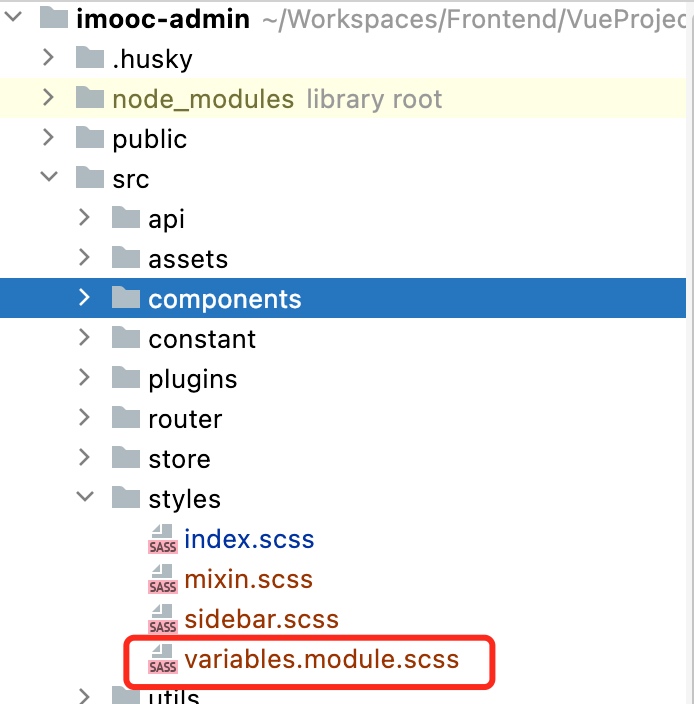 imooc-admin ~/Workspaces/Frontend/VueProjec
.husky
node_modules library root
public
src
api
assets
components
constant
plugins
router
store
styles
SASS index.scss
SASS mixin.scss
SASS sidebar.scss
SASS variables.module.scss
utils